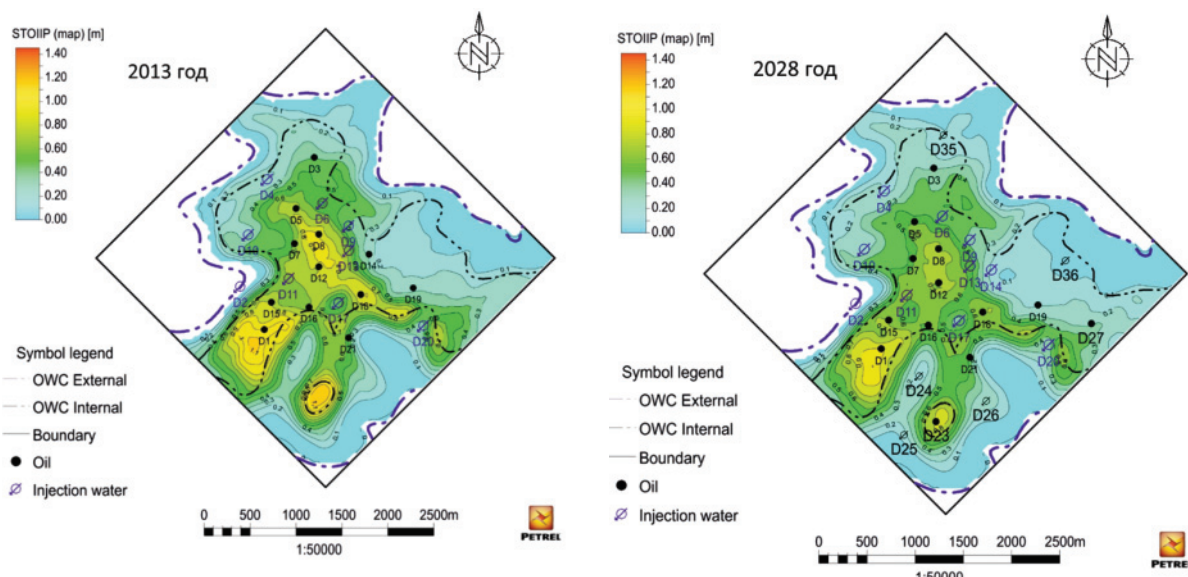 STOIIP (map) [m]
1.40
1.20
1.00
0.80
0.60
0.40
0.20
0.00
2013 год
N
D3
D4
D5
D6
D10
D7
D8
D9
D13
D14
D12
D2
D11
D18
D19
D15
D16
D17
D1
D20
D21
Symbol legend
OWC External
OWC Internal
Boundary
Oil
Injection water
0 500 1000 1500 2000 2500m
1:50000
PETREL
STOIIP (map) [m]
1.40
1.20
1.00
0.80
0.60
0.40
0.20
0.00
2028 год
N
D35
D3
D4
D5
D6
D10
D7
D8
D9
D36
D13
D14
D12
D2
D11
D19
D15
D16
D17
D18
D27
D1
D20
D21
D24
D26
D23
D25
Symbol legend
OWC External
OWC Internal
Boundary
Oil
Injection water
0 500 1000 1500 2000 2500m
1:50000
PETRE